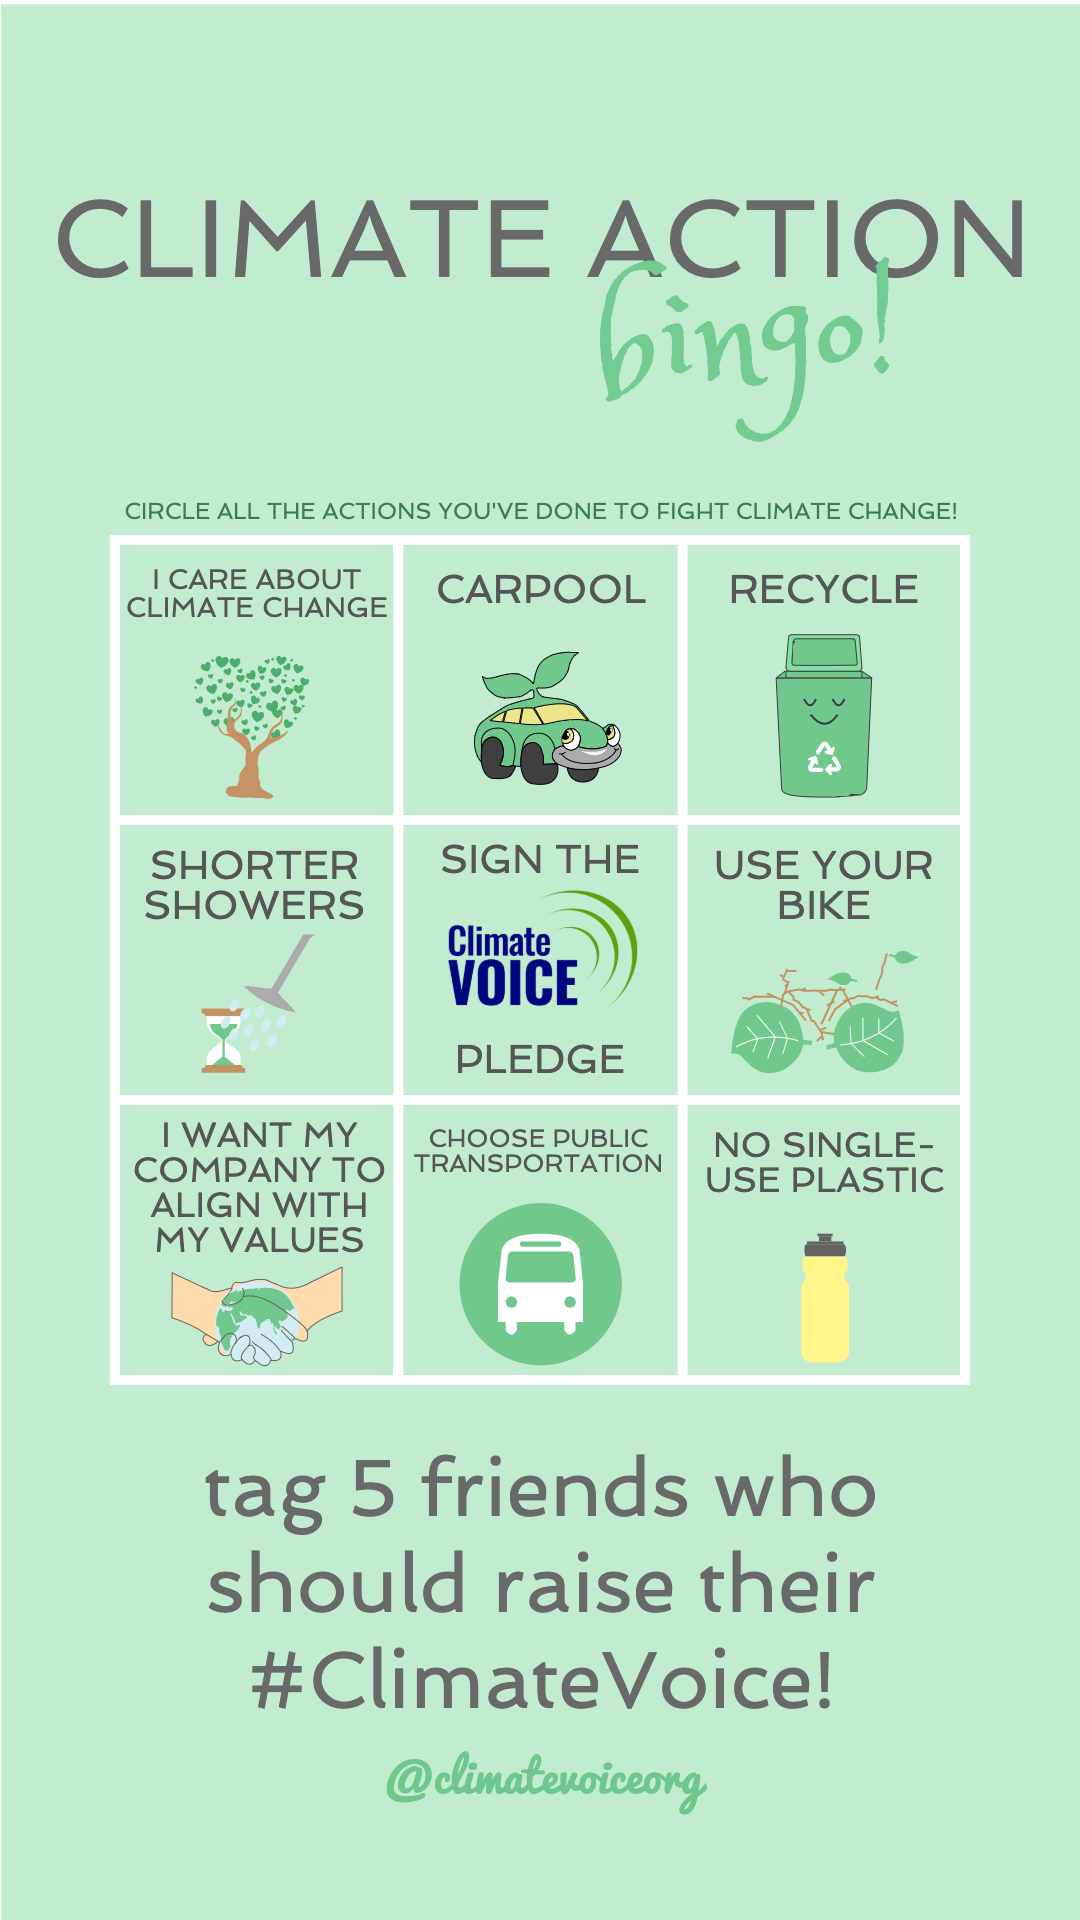 CLIMATE ACTION
bingo!
CIRCLE ALL THE ACTIONS YOU'VE DONE TO FIGHT CLIMATE CHANGE!
I CARE ABOUT
CLIMATE CHANGE
CARPOOL
RECYCLE
SHORTER
SHOWERS
SIGN THE
Climate
VOICE
PLEDGE
USE YOUR
BIKE
I WANT MY
COMPANY TO
ALIGN WITH
MY VALUES
CHOOSE PUBLIC
TRANSPORTATION
NO SINGLE-
USE PLASTIC
tag 5 friends who
should raise their
#ClimateVoice!
@climatevoiceorg